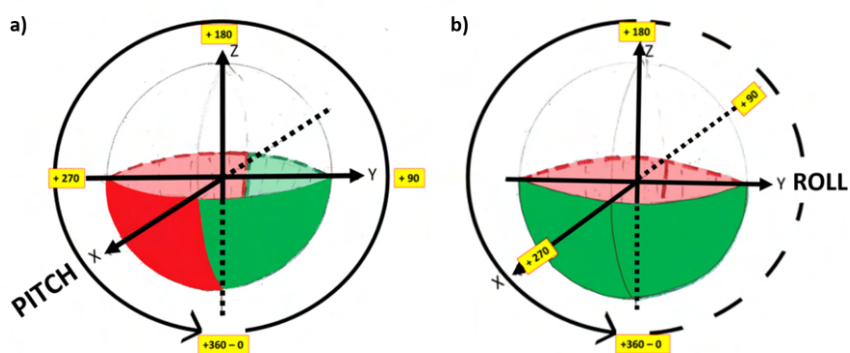 a)
+ 180
Z
+ 270
Y
+ 90
X
PITCH
+360 – 0
b)
+ 180
Z
+ 90
Y
ROLL
+ 270
X
+360 – 0